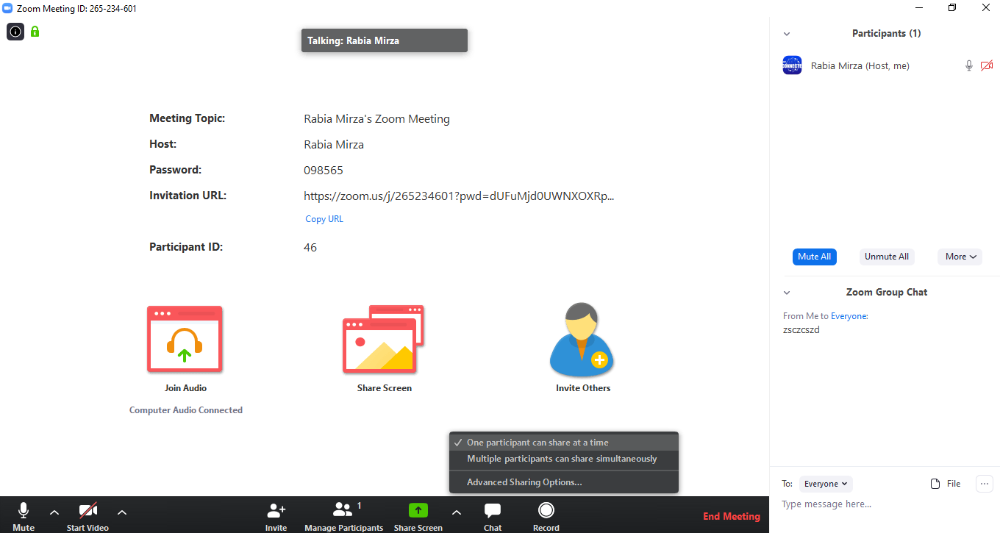 Zoom Meeting ID: 265-234-601
Talking: Rabia Mirza
Meeting Topic: Rabia Mirza's Zoom Meeting
Host: Rabia Mirza
Password: 098565
Invitation URL: https://zoom.us/j/265234601?pwd=dUFuMjd0UWNXOXRp...
Copy URL
Participant ID: 46
Join Audio
Computer Audio Connected
Share Screen
Invite Others
✓ One participant can share at a time
Multiple participants can share simultaneously
Advanced Sharing Options...
Mute
Start Video
Invite
Manage Participants 1
Share Screen
Chat
Record
End Meeting
Participants (1)
CONNECTE
Rabia Mirza (Host, me)
Mute All
Unmute All
More
Zoom Group Chat
From Me to Everyone:
zsczcszd
To: Everyone
File
...
Type message here...